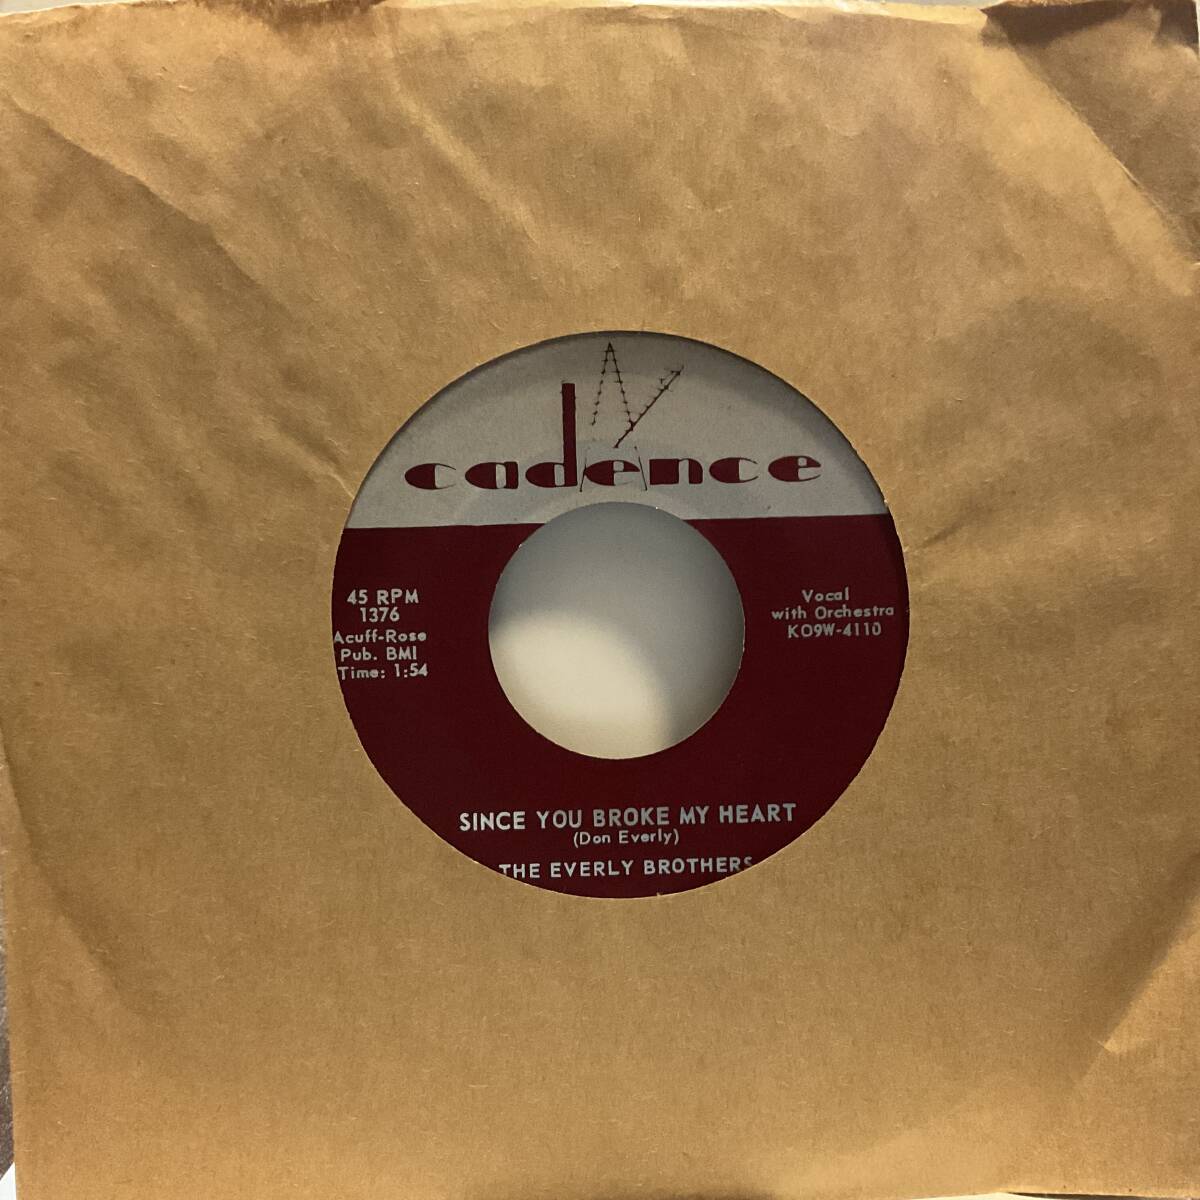 cadence
45 RPM
1376
Acuff-Rose
Pub. BMI
Time: 1:54
Vocal
with Orchestra
KO9W-4110
SINCE YOU BROKE MY HEART
(Don Everly)
THE EVERLY BROTHERS